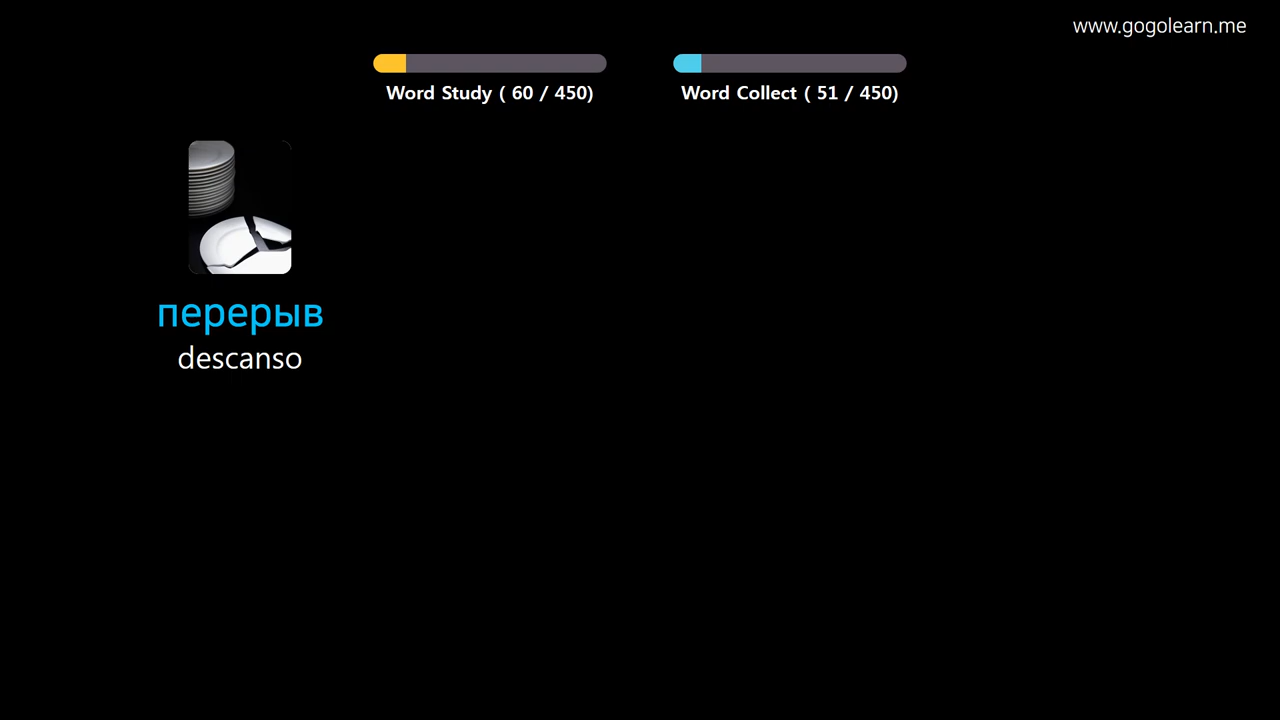 www.gogolearn.me
Word Study ( 60 / 450)
Word Collect ( 51 / 450)
перерыв
descanso